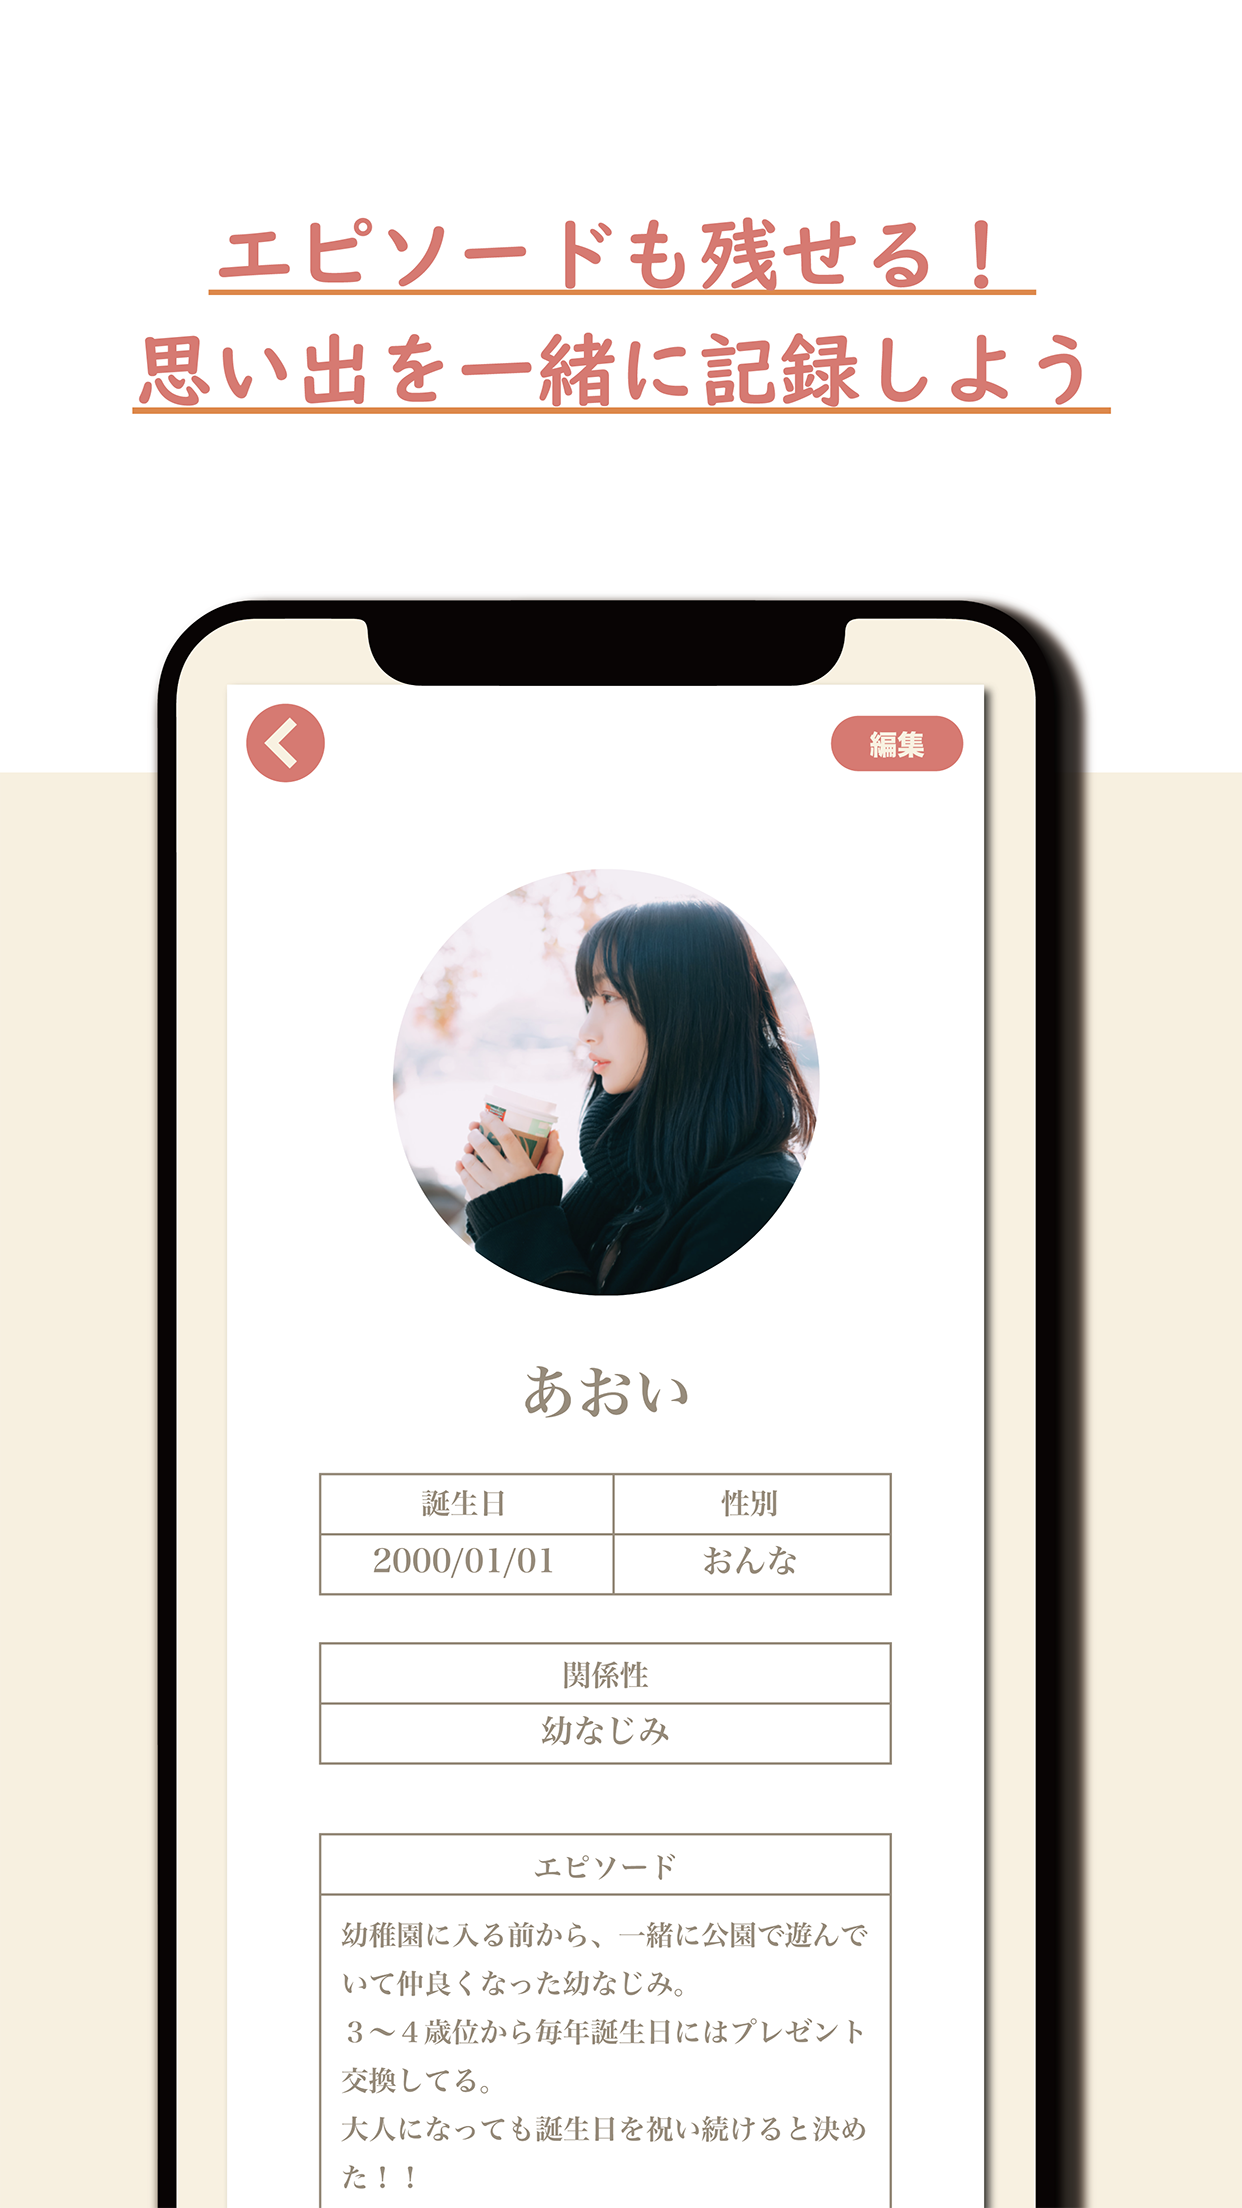 エピソードも残せる！
思い出を一緒に記録しよう
編集
あおい
誕生日 性別
2000/01/01 おんな
関係性
幼なじみ
エピソード
幼稚園に入る前から、一緒に公園で遊んで
いて仲良くなった幼なじみ。
３～４歳位から毎年誕生日にはプレゼント
交換してる。
大人になっても誕生日を祝い続けると決め
た！！